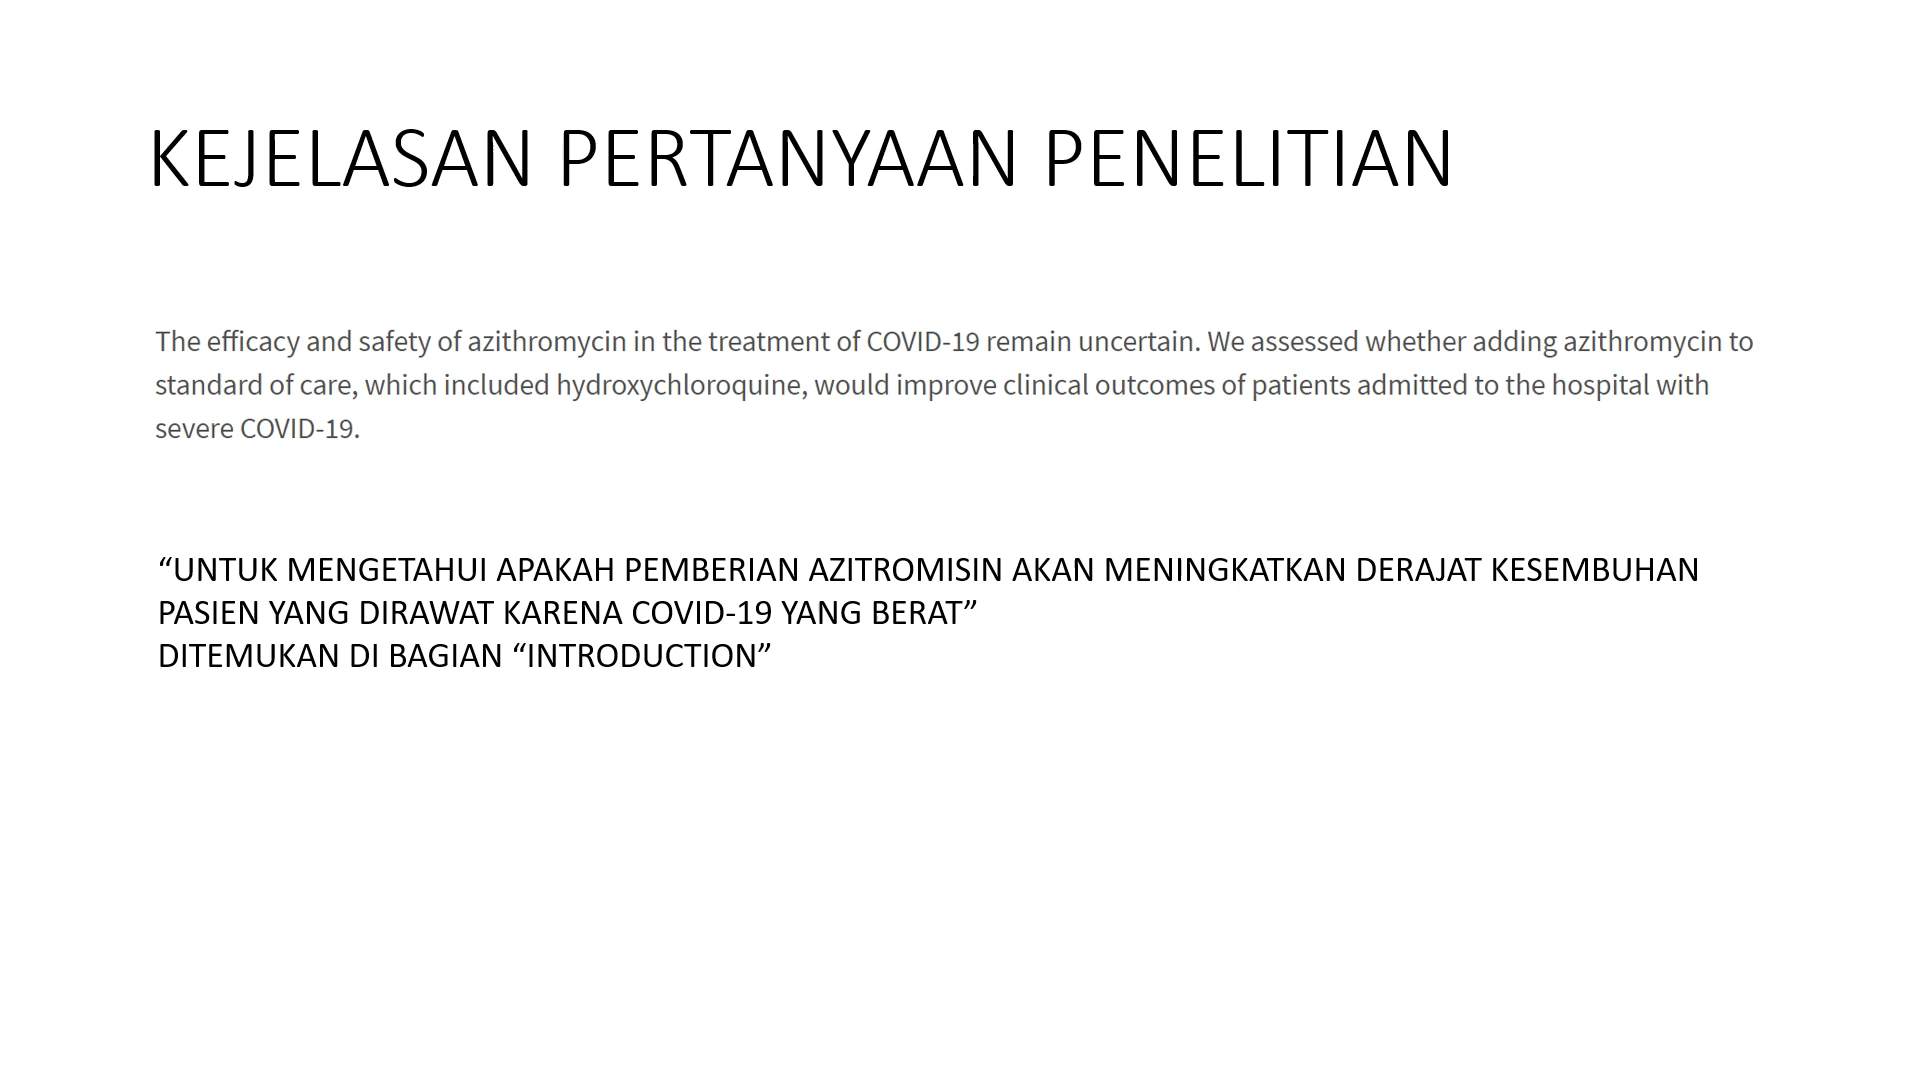 KEJELASAN PERTANYAAN PENELITIAN
The efficacy and safety of azithromycin in the treatment of COVID-19 remain uncertain. We assessed whether adding azithromycin to
standard of care, which included hydroxychloroquine, would improve clinical outcomes of patients admitted to the hospital with
severe COVID-19.
“UNTUK MENGETAHUI APAKAH PEMBERIAN AZITROMISIN AKAN MENINGKATKAN DERAJAT KESEMBUHAN
PASIEN YANG DIRAWAT KARENA COVID-19 YANG BERAT”
DITEMUKAN DI BAGIAN “INTRODUCTION”